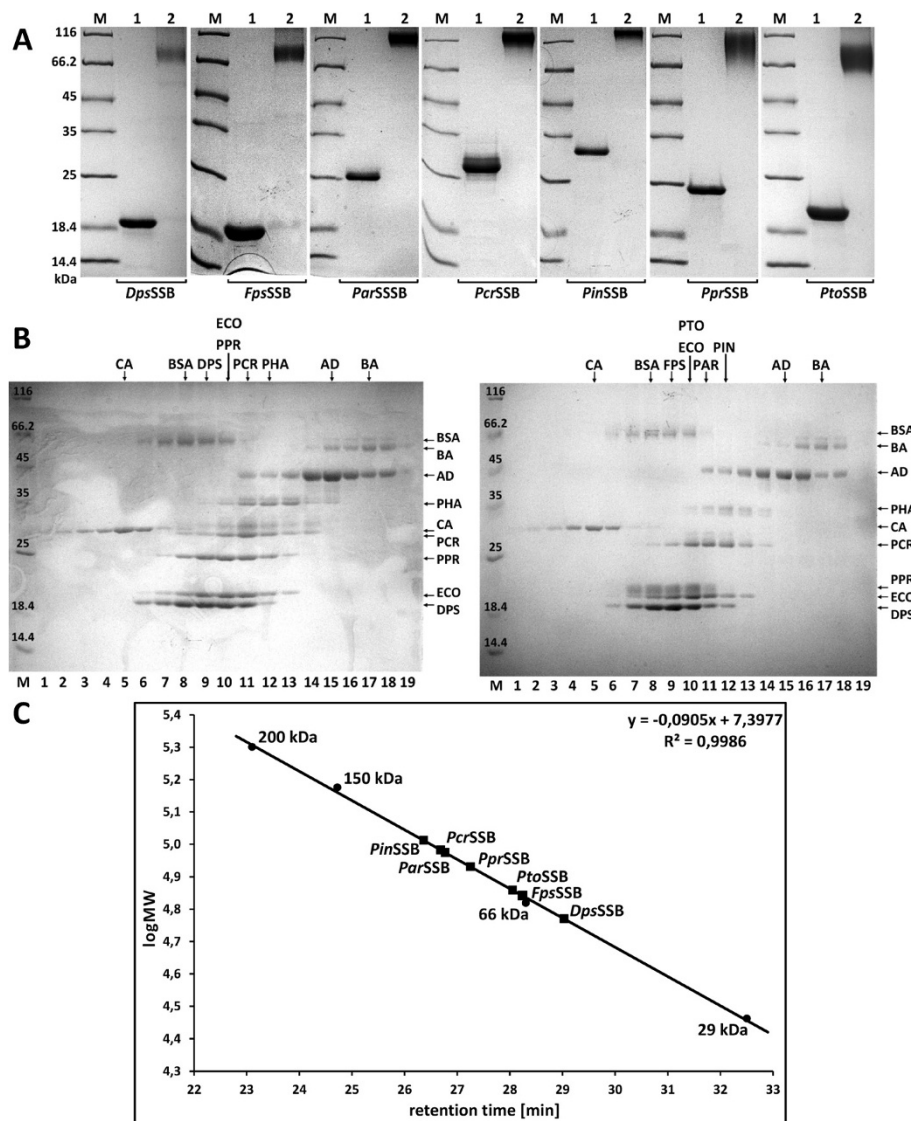 A
M 1 2 M 1 2 M 1 2 M 1 2 M 1 2 M 1 2 M 1 2
116
66.2
45
35
25
18.4
14.4
kDa
DpsSSB FpsSSB ParSSSB PcrSSB PinSSB PprSSB PtoSSB
B
ECO
PPR
CA BSA DPS PCR PHA AD BA
116
66.2
45
35
25
18.4
14.4
BSA
BA
AD
PHA
CA
PCR
PPR
ECO
DPS
M 1 2 3 4 5 6 7 8 9 10 11 12 13 14 15 16 17 18 19
PTO
ECO PIN
CA BSA FPS PAR AD BA
116
66.2
45
35
25
18.4
14.4
BSA
BA
AD
PHA
CA
PCR
PPR
ECO
DPS
M 1 2 3 4 5 6 7 8 9 10 11 12 13 14 15 16 17 18 19
C
y = -0,0905x + 7,3977
R² = 0,9986
200 kDa
150 kDa
PcrSSB
PinSSB
ParSSB
PprSSB
PtoSSB
FpsSSB
66 kDa
DpsSSB
29 kDa
logMW
5,4
5,3
5,2
5,1
5,0
4,9
4,8
4,7
4,6
4,5
4,4
4,3
22 23 24 25 26 27 28 29 30 31 32 33
retention time [min]